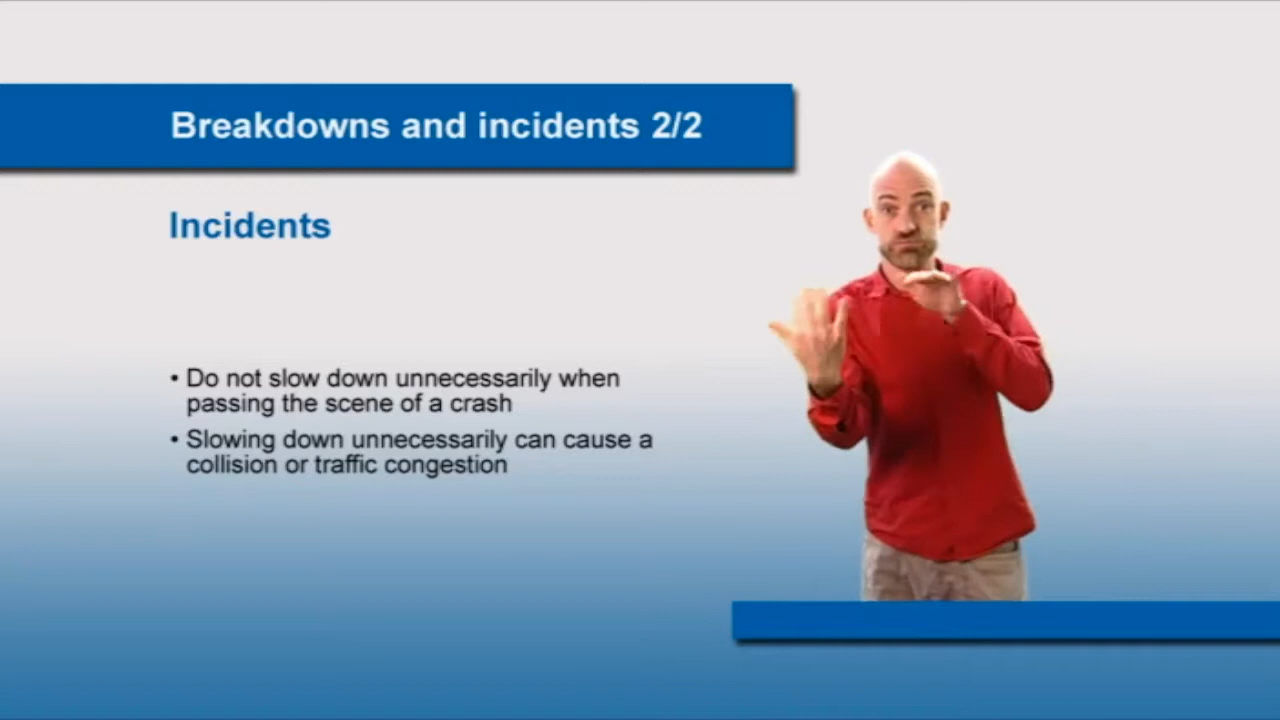 Breakdowns and incidents 2/2
Incidents
• Do not slow down unnecessarily when
passing the scene of a crash
• Slowing down unnecessarily can cause a
collision or traffic congestion